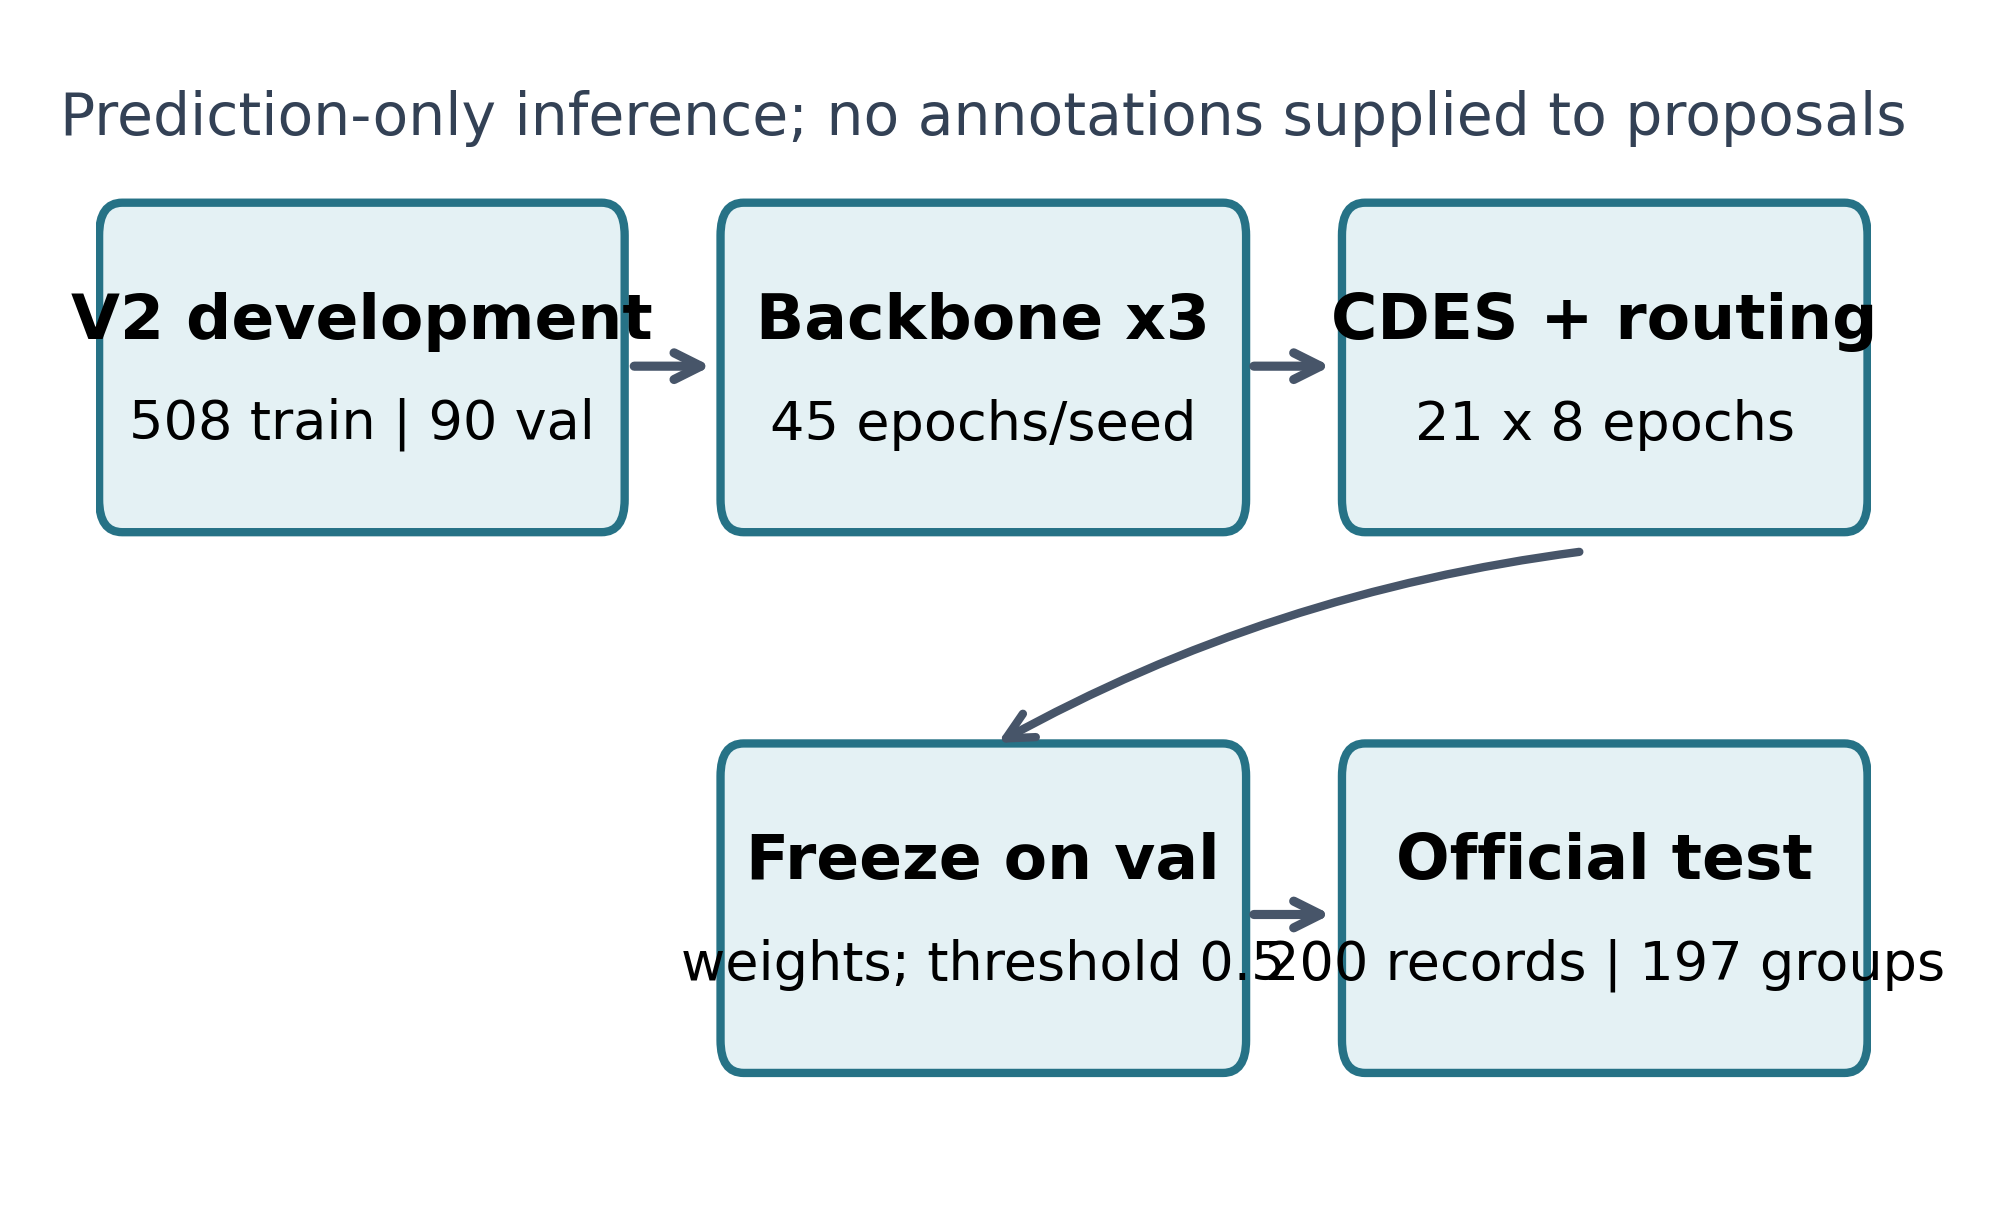 Prediction-only inference; no annotations supplied to proposals
V2 development
508 train | 90 val
Backbone x3
45 epochs/seed
CDES + routing
21 x 8 epochs
Freeze on val
weights; threshold 0.5
Official test
200 records | 197 groups